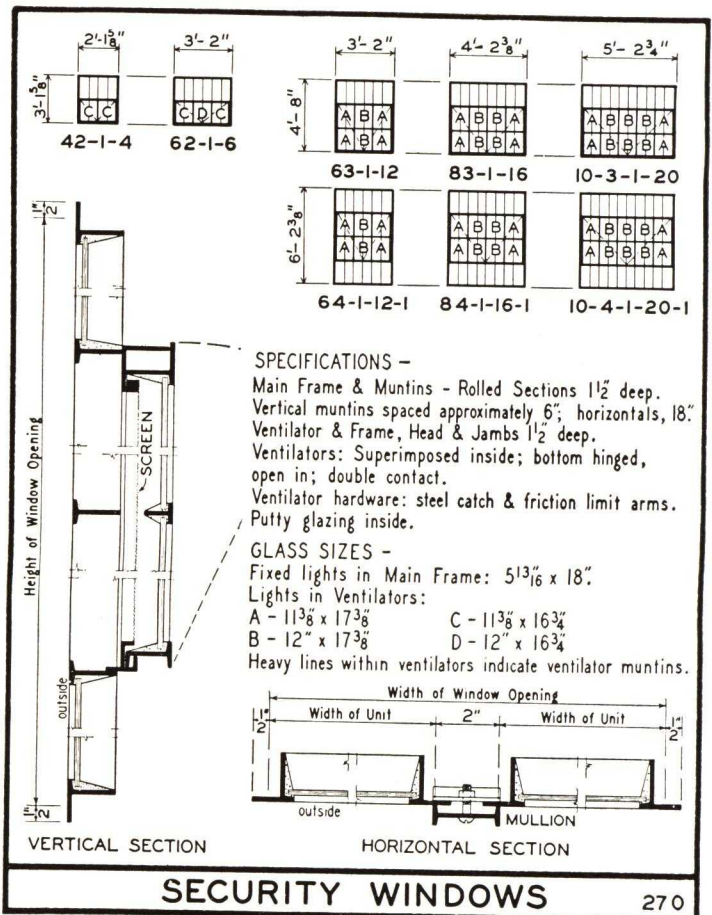 2'-1⅝" 3'-2" 3'-2" 4'-2⅜" 5'-2¾"
3'-1⅝"
C C
C D C
42-1-4 62-1-6
4'-8"
A B A A B B A A B B B A
A B A A B B A A B B B A
63-1-12 83-1-16 10-3-1-20
6'-2⅜"
A B A A B B A A B B B A
A B A A B B A A B B B A
64-1-12-1 84-1-16-1 10-4-1-20-1
½"
Height of Window Opening
SCREEN
outside
½"
VERTICAL SECTION
SPECIFICATIONS –
Main Frame & Muntins - Rolled Sections 1½" deep.
Vertical muntins spaced approximately 6"; horizontals, 18".
Ventilator & Frame, Head & Jambs 1½" deep.
Ventilators: Superimposed inside; bottom hinged,
open in; double contact.
Ventilator hardware: steel catch & friction limit arms.
Putty glazing inside.
GLASS SIZES –
Fixed lights in Main Frame: 5¹³⁄₁₆" x 18".
Lights in Ventilators:
A - 11⅜" x 17⅜" C - 11⅜" x 16¾"
B - 12" x 17⅜" D - 12" x 16¾"
Heavy lines within ventilators indicate ventilator muntins.
Width of Window Opening
½" Width of Unit 2" Width of Unit ½"
outside
MULLION
HORIZONTAL SECTION
SECURITY WINDOWS 270